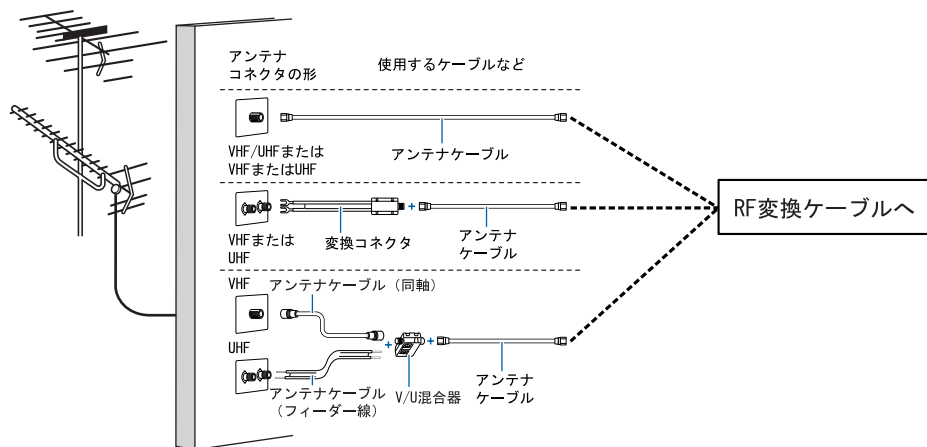 アンテナ
コネクタの形
使用するケーブルなど
VHF/UHFまたは
VHFまたはUHF
アンテナケーブル
RF変換ケーブルへ
VHFまたは
UHF
変換コネクタ
+
アンテナ
ケーブル
VHF
アンテナケーブル（同軸）
UHF
アンテナケーブル
（フィーダー線）
+
V/U混合器
+
アンテナ
ケーブル